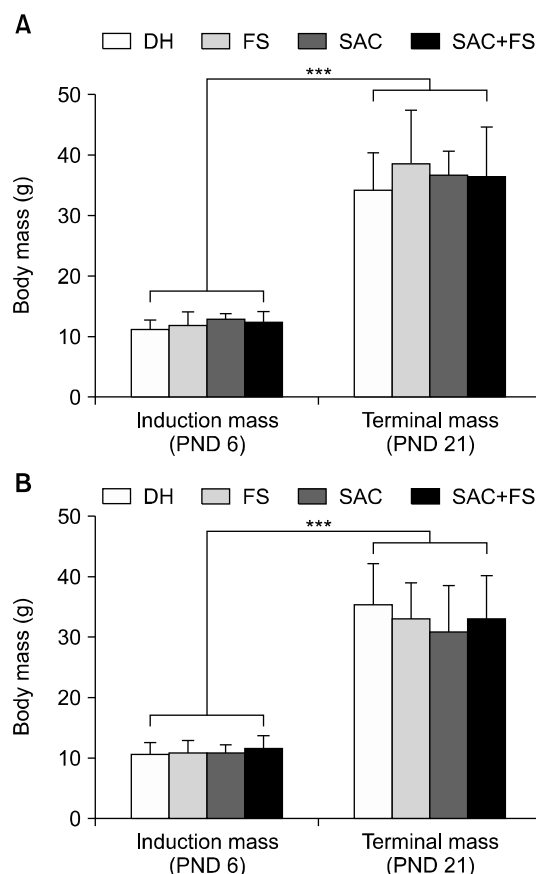 A
DH FS SAC SAC+FS
***
50
40
30
20
10
0
Body mass (g)
Induction mass Terminal mass
(PND 6) (PND 21)
B
DH FS SAC SAC+FS
***
50
40
30
20
10
0
Body mass (g)
Induction mass Terminal mass
(PND 6) (PND 21)